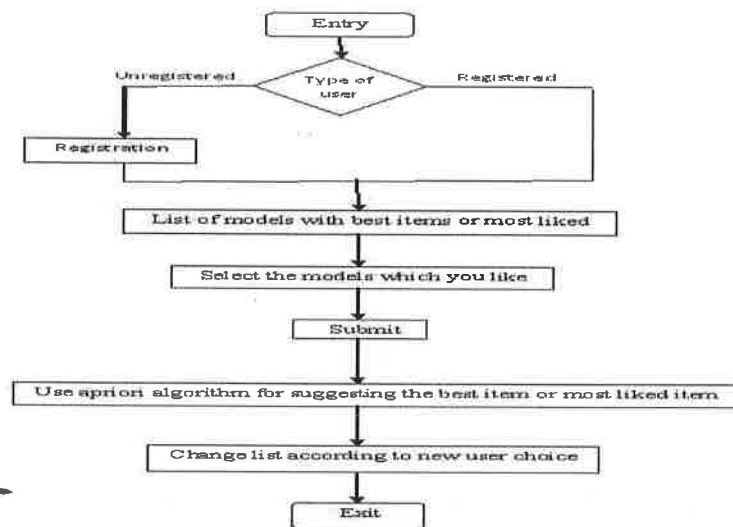 Entry
Type of
user
Unregistered
Registered
Registration
List of models with best items or most liked
Select the models which you like
Submit
Use apriori algorithm for suggesting the best item or most liked item
Change list according to new user choice
Exit